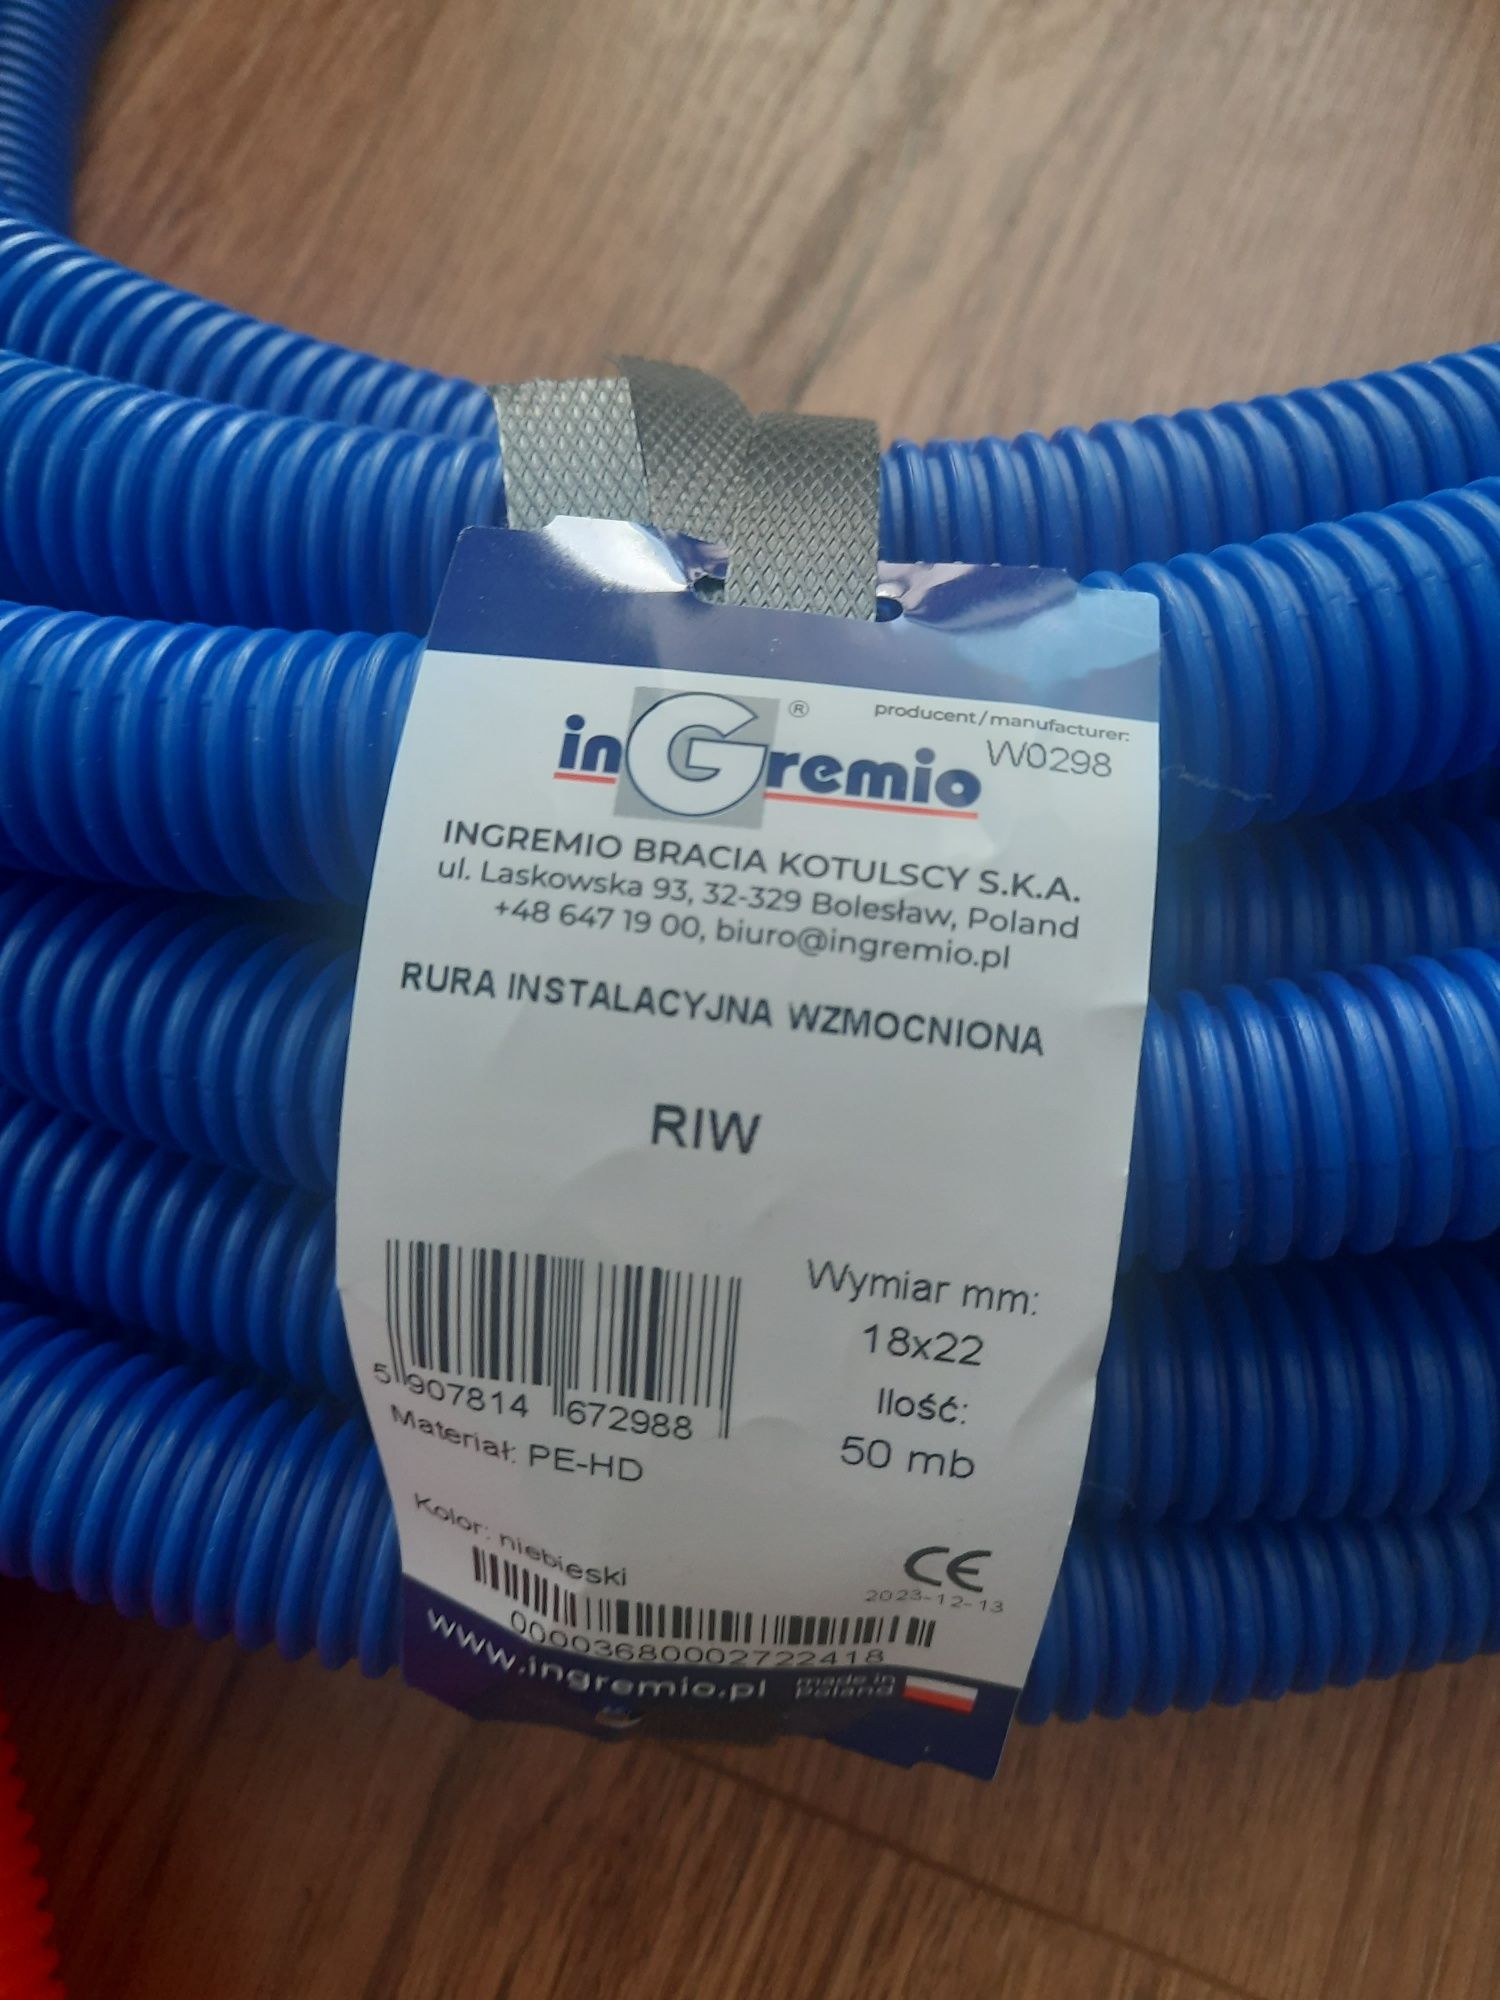 inGremio®
producent/manufacturer:
W0298
INGREMIO BRACIA KOTULSCY S.K.A.
ul. Laskowska 93, 32-329 Bolesław, Poland
+48 647 19 00, biuro@ingremio.pl
RURA INSTALACYJNA WZMOCNIONA
RIW
5 907814 672988
Wymiar mm:
18x22
Ilość:
50 mb
Materiał: PE-HD
Kolor: niebieski
CE
2023-12-13
00003680002722418
www.ingremio.pl
made in
Poland